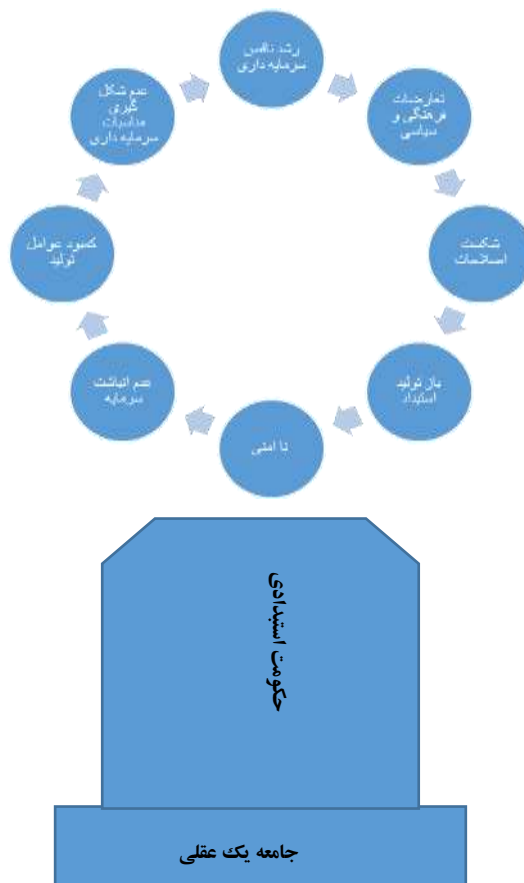 رشد ناقص
سرمایه داری
تعارضات
فرهنگی و
سیاسی
شکست
اصلاحات
باز تولید
استبداد
نا امنی
عدم انباشت
سرمایه
کمبود عوامل
تولید
عدم شکل
گیری
مناسبات
سرمایه داری
حکومت استبدادی
جامعه یک عقلی